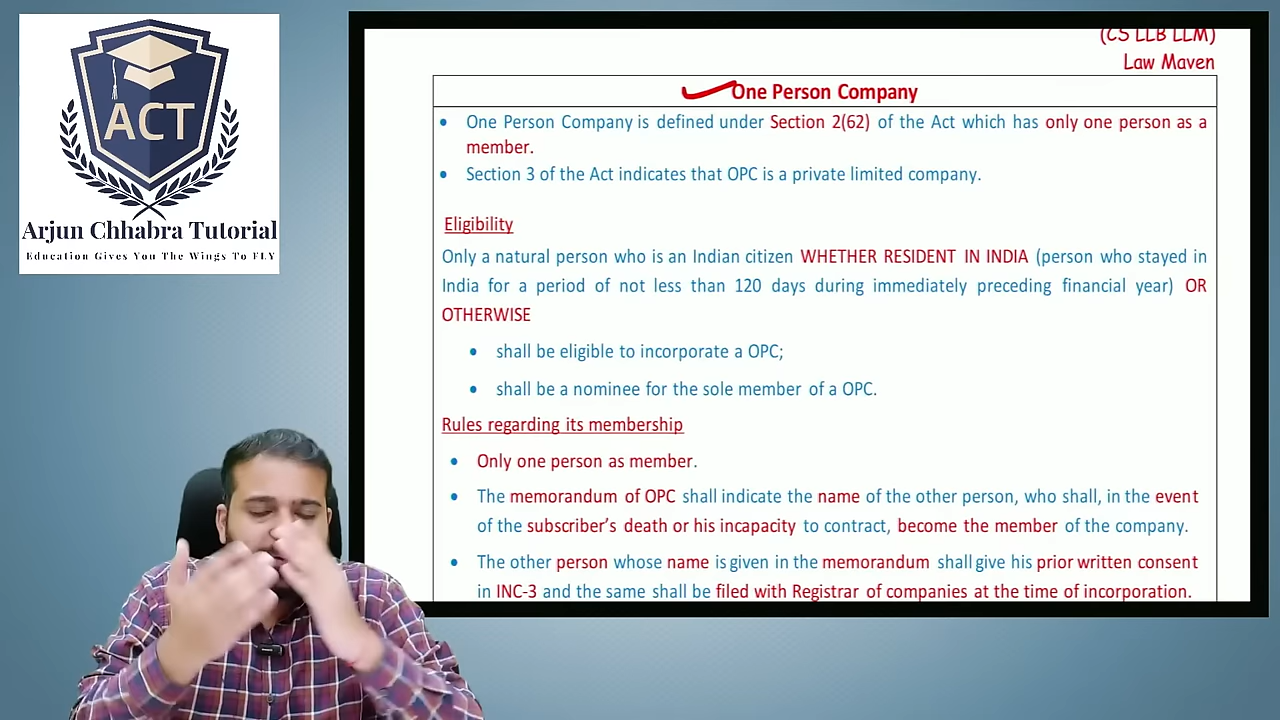 ACT
Arjun Chhabra Tutorial
Education Gives You The Wings To FLY
(CS LLB LLM)
Law Maven
One Person Company
• One Person Company is defined under Section 2(62) of the Act which has only one person as a
member.
• Section 3 of the Act indicates that OPC is a private limited company.
Eligibility
Only a natural person who is an Indian citizen WHETHER RESIDENT IN INDIA (person who stayed in
India for a period of not less than 120 days during immediately preceding financial year) OR
OTHERWISE
• shall be eligible to incorporate a OPC;
• shall be a nominee for the sole member of a OPC.
Rules regarding its membership
• Only one person as member.
• The memorandum of OPC shall indicate the name of the other person, who shall, in the event
of the subscriber’s death or his incapacity to contract, become the member of the company.
• The other person whose name is given in the memorandum shall give his prior written consent
in INC-3 and the same shall be filed with Registrar of companies at the time of incorporation.